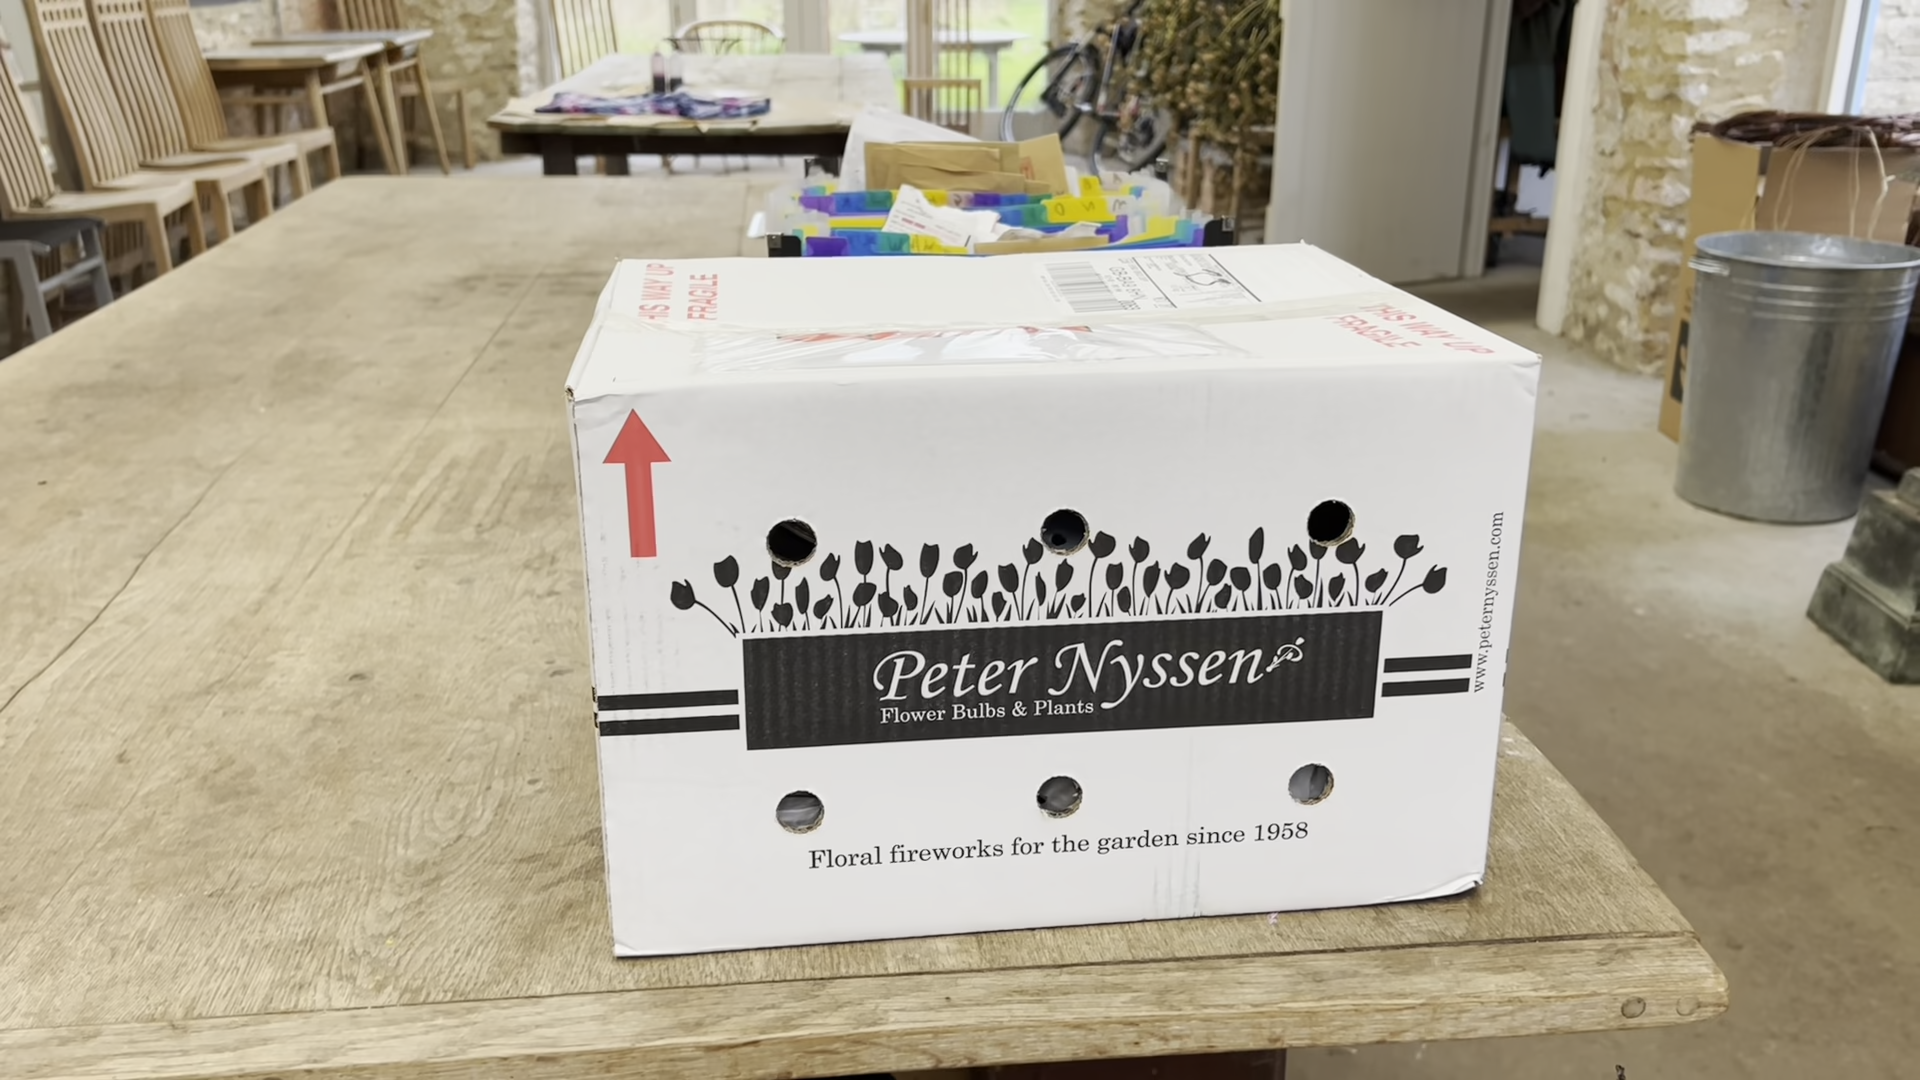 THIS WAY UP
FRAGILE
THIS WAY UP
FRAGILE
Peter Nyssen
Flower Bulbs & Plants
www.peternyssen.com
Floral fireworks for the garden since 1958